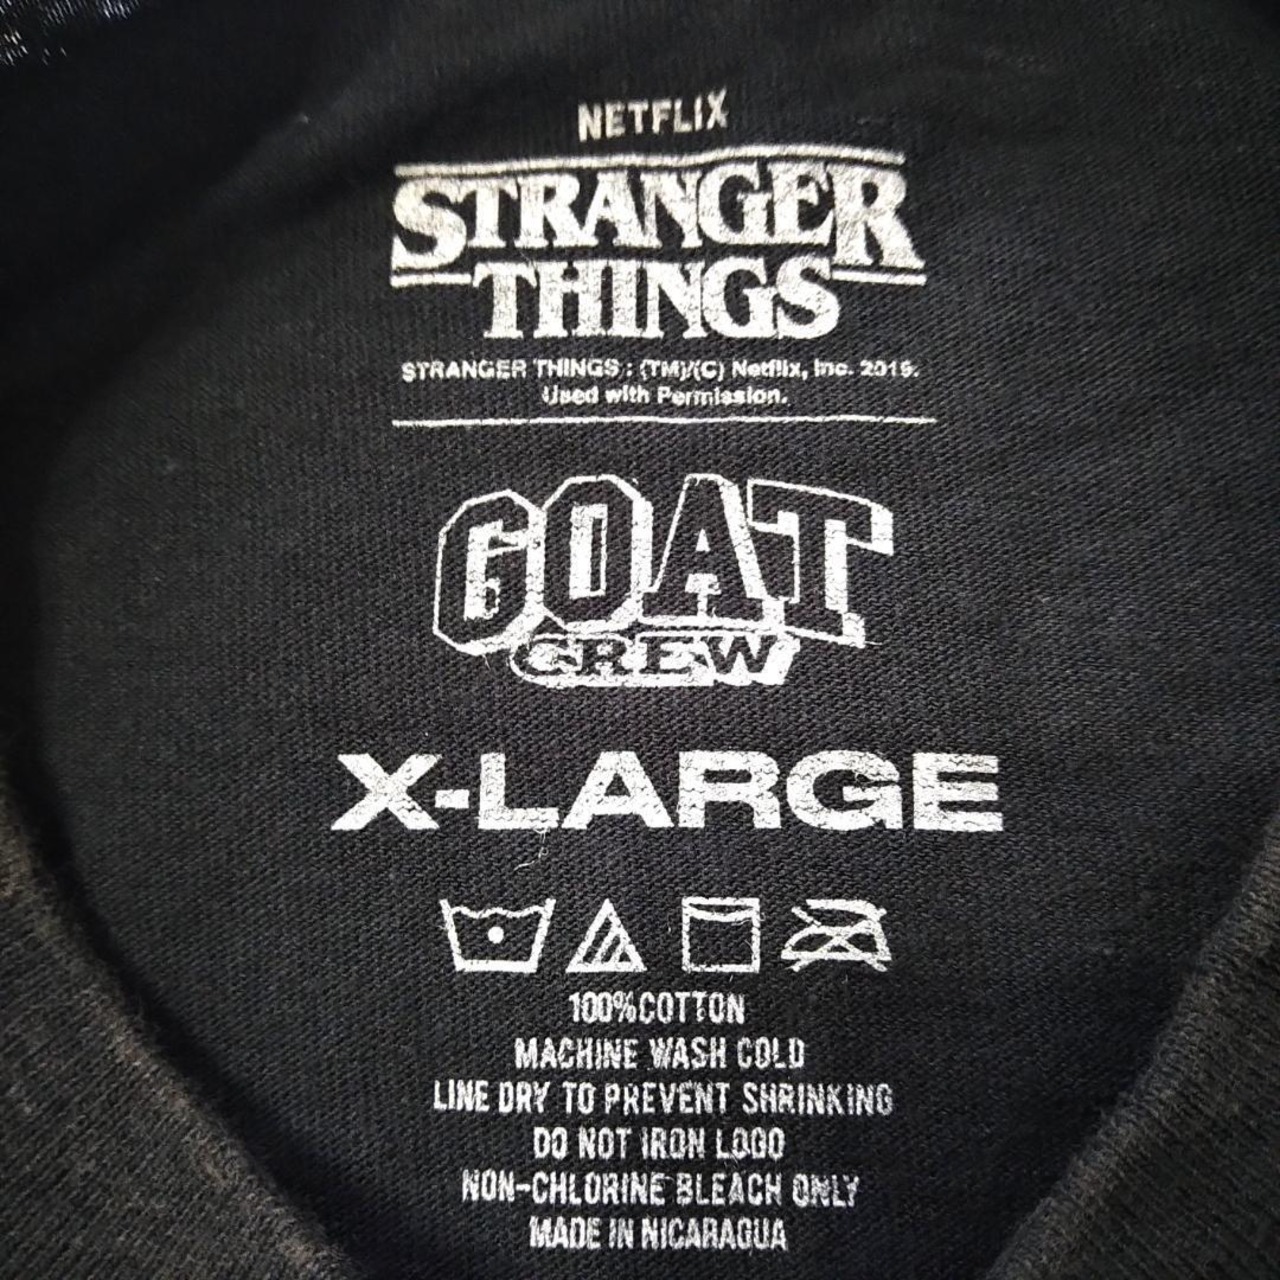 NETFLIX
STRANGER
THINGS
STRANGER THINGS : (TM)/(C) Netflix, Inc. 2019.
Used with Permission.
GOAT
CREW
X-LARGE
100%COTTON
MACHINE WASH COLD
LINE DRY TO PREVENT SHRINKING
DO NOT IRON LOGO
NON-CHLORINE BLEACH ONLY
MADE IN NICARAGUA